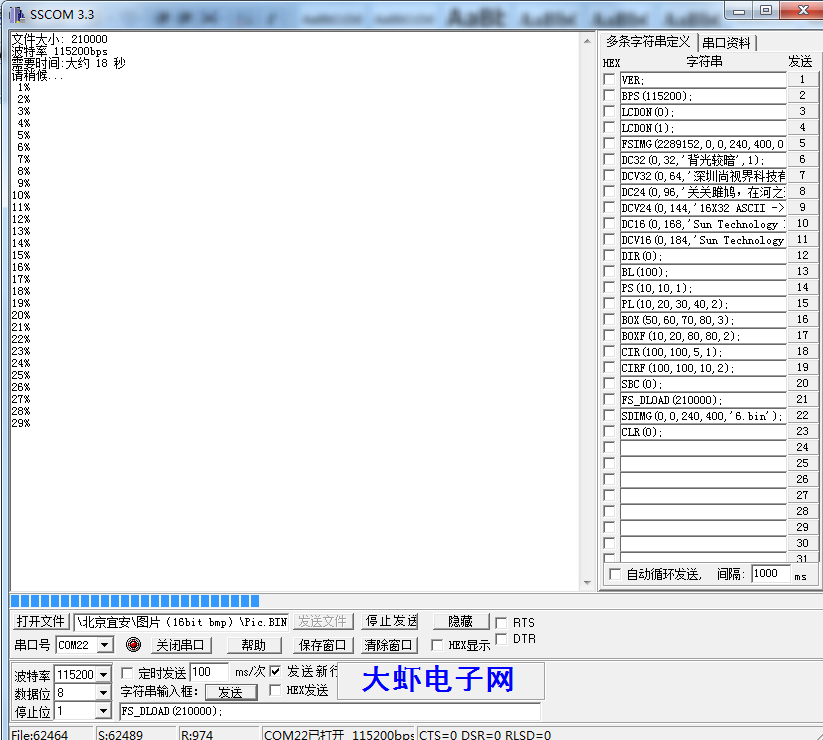 SSCOM 3.3
文件大小: 210000
波特率 115200bps
需要时间:大约 18 秒
请稍候...
1%
2%
3%
4%
5%
6%
7%
8%
9%
10%
11%
12%
13%
14%
15%
16%
17%
18%
19%
20%
21%
22%
23%
24%
25%
26%
27%
28%
29%
多条字符串定义 串口资料
HEX 字符串 发送
VER; 1
BPS(115200); 2
LCDON(0); 3
LCDON(1); 4
FSIMG(2289152,0,0,240,400,0 5
DC32(0,32,'背光较暗',1); 6
DCV32(0,64,'深圳尚视界科技有 7
DC24(0,96,'关关雎鸠，在河之 8
DCV24(0,144,'16X32 ASCII -> 9
DC16(0,168,'Sun Technology 10
DCV16(0,184,'Sun Technology 11
DIR(0); 12
BL(100); 13
PS(10,10,1); 14
PL(10,20,30,40,2); 15
BOX(50,60,70,80,3); 16
BOXF(10,20,80,80,2); 17
CIR(100,100,5,1); 18
CIRF(100,100,10,2); 19
SBC(0); 20
FS_DLOAD(210000); 21
SDIMG(0,0,240,400,'6.bin'); 22
CLR(0); 23
24
25
26
27
28
29
30
31
自动循环发送, 间隔: 1000 ms
打开文件 \北京宜安\图片 (16bit bmp)\Pic.BIN 发送文件 停止发送 隐藏 RTS
串口号 COM22 关闭串口 帮助 保存窗口 清除窗口 HEX显示 DTR
波特率 115200 定时发送 100 ms/次 发送新行
数据位 8 字符串输入框: 发送 HEX发送
停止位 1 FS_DLOAD(210000);
大虾电子网
File:62464 S:62489 R:974 COM22已打开 115200bps CTS=0 DSR=0 RLSD=0